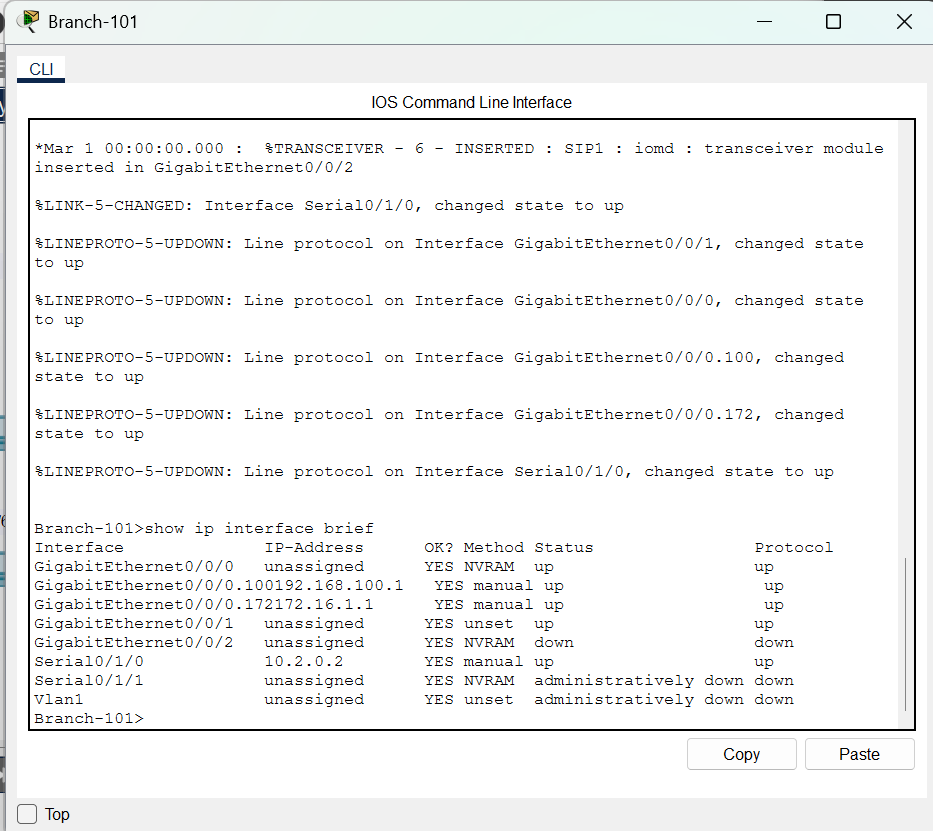 Branch-101
CLI
IOS Command Line Interface
*Mar 1 00:00:00.000 :  %TRANSCEIVER - 6 - INSERTED : SIP1 : iomd : transceiver module
inserted in GigabitEthernet0/0/2
%LINK-5-CHANGED: Interface Serial0/1/0, changed state to up
%LINEPROTO-5-UPDOWN: Line protocol on Interface GigabitEthernet0/0/1, changed state
to up
%LINEPROTO-5-UPDOWN: Line protocol on Interface GigabitEthernet0/0/0, changed state
to up
%LINEPROTO-5-UPDOWN: Line protocol on Interface GigabitEthernet0/0/0.100, changed
state to up
%LINEPROTO-5-UPDOWN: Line protocol on Interface GigabitEthernet0/0/0.172, changed
state to up
%LINEPROTO-5-UPDOWN: Line protocol on Interface Serial0/1/0, changed state to up
Branch-101>show ip interface brief
Interface              IP-Address      OK? Method Status                Protocol
GigabitEthernet0/0/0   unassigned      YES NVRAM  up                    up
GigabitEthernet0/0/0.100192.168.100.1   YES manual up                    up
GigabitEthernet0/0/0.172172.16.1.1      YES manual up                    up
GigabitEthernet0/0/1   unassigned      YES unset  up                    up
GigabitEthernet0/0/2   unassigned      YES NVRAM  down                  down
Serial0/1/0            10.2.0.2        YES manual up                    up
Serial0/1/1            unassigned      YES NVRAM  administratively down down
Vlan1                  unassigned      YES unset  administratively down down
Branch-101>
Copy
Paste
Top